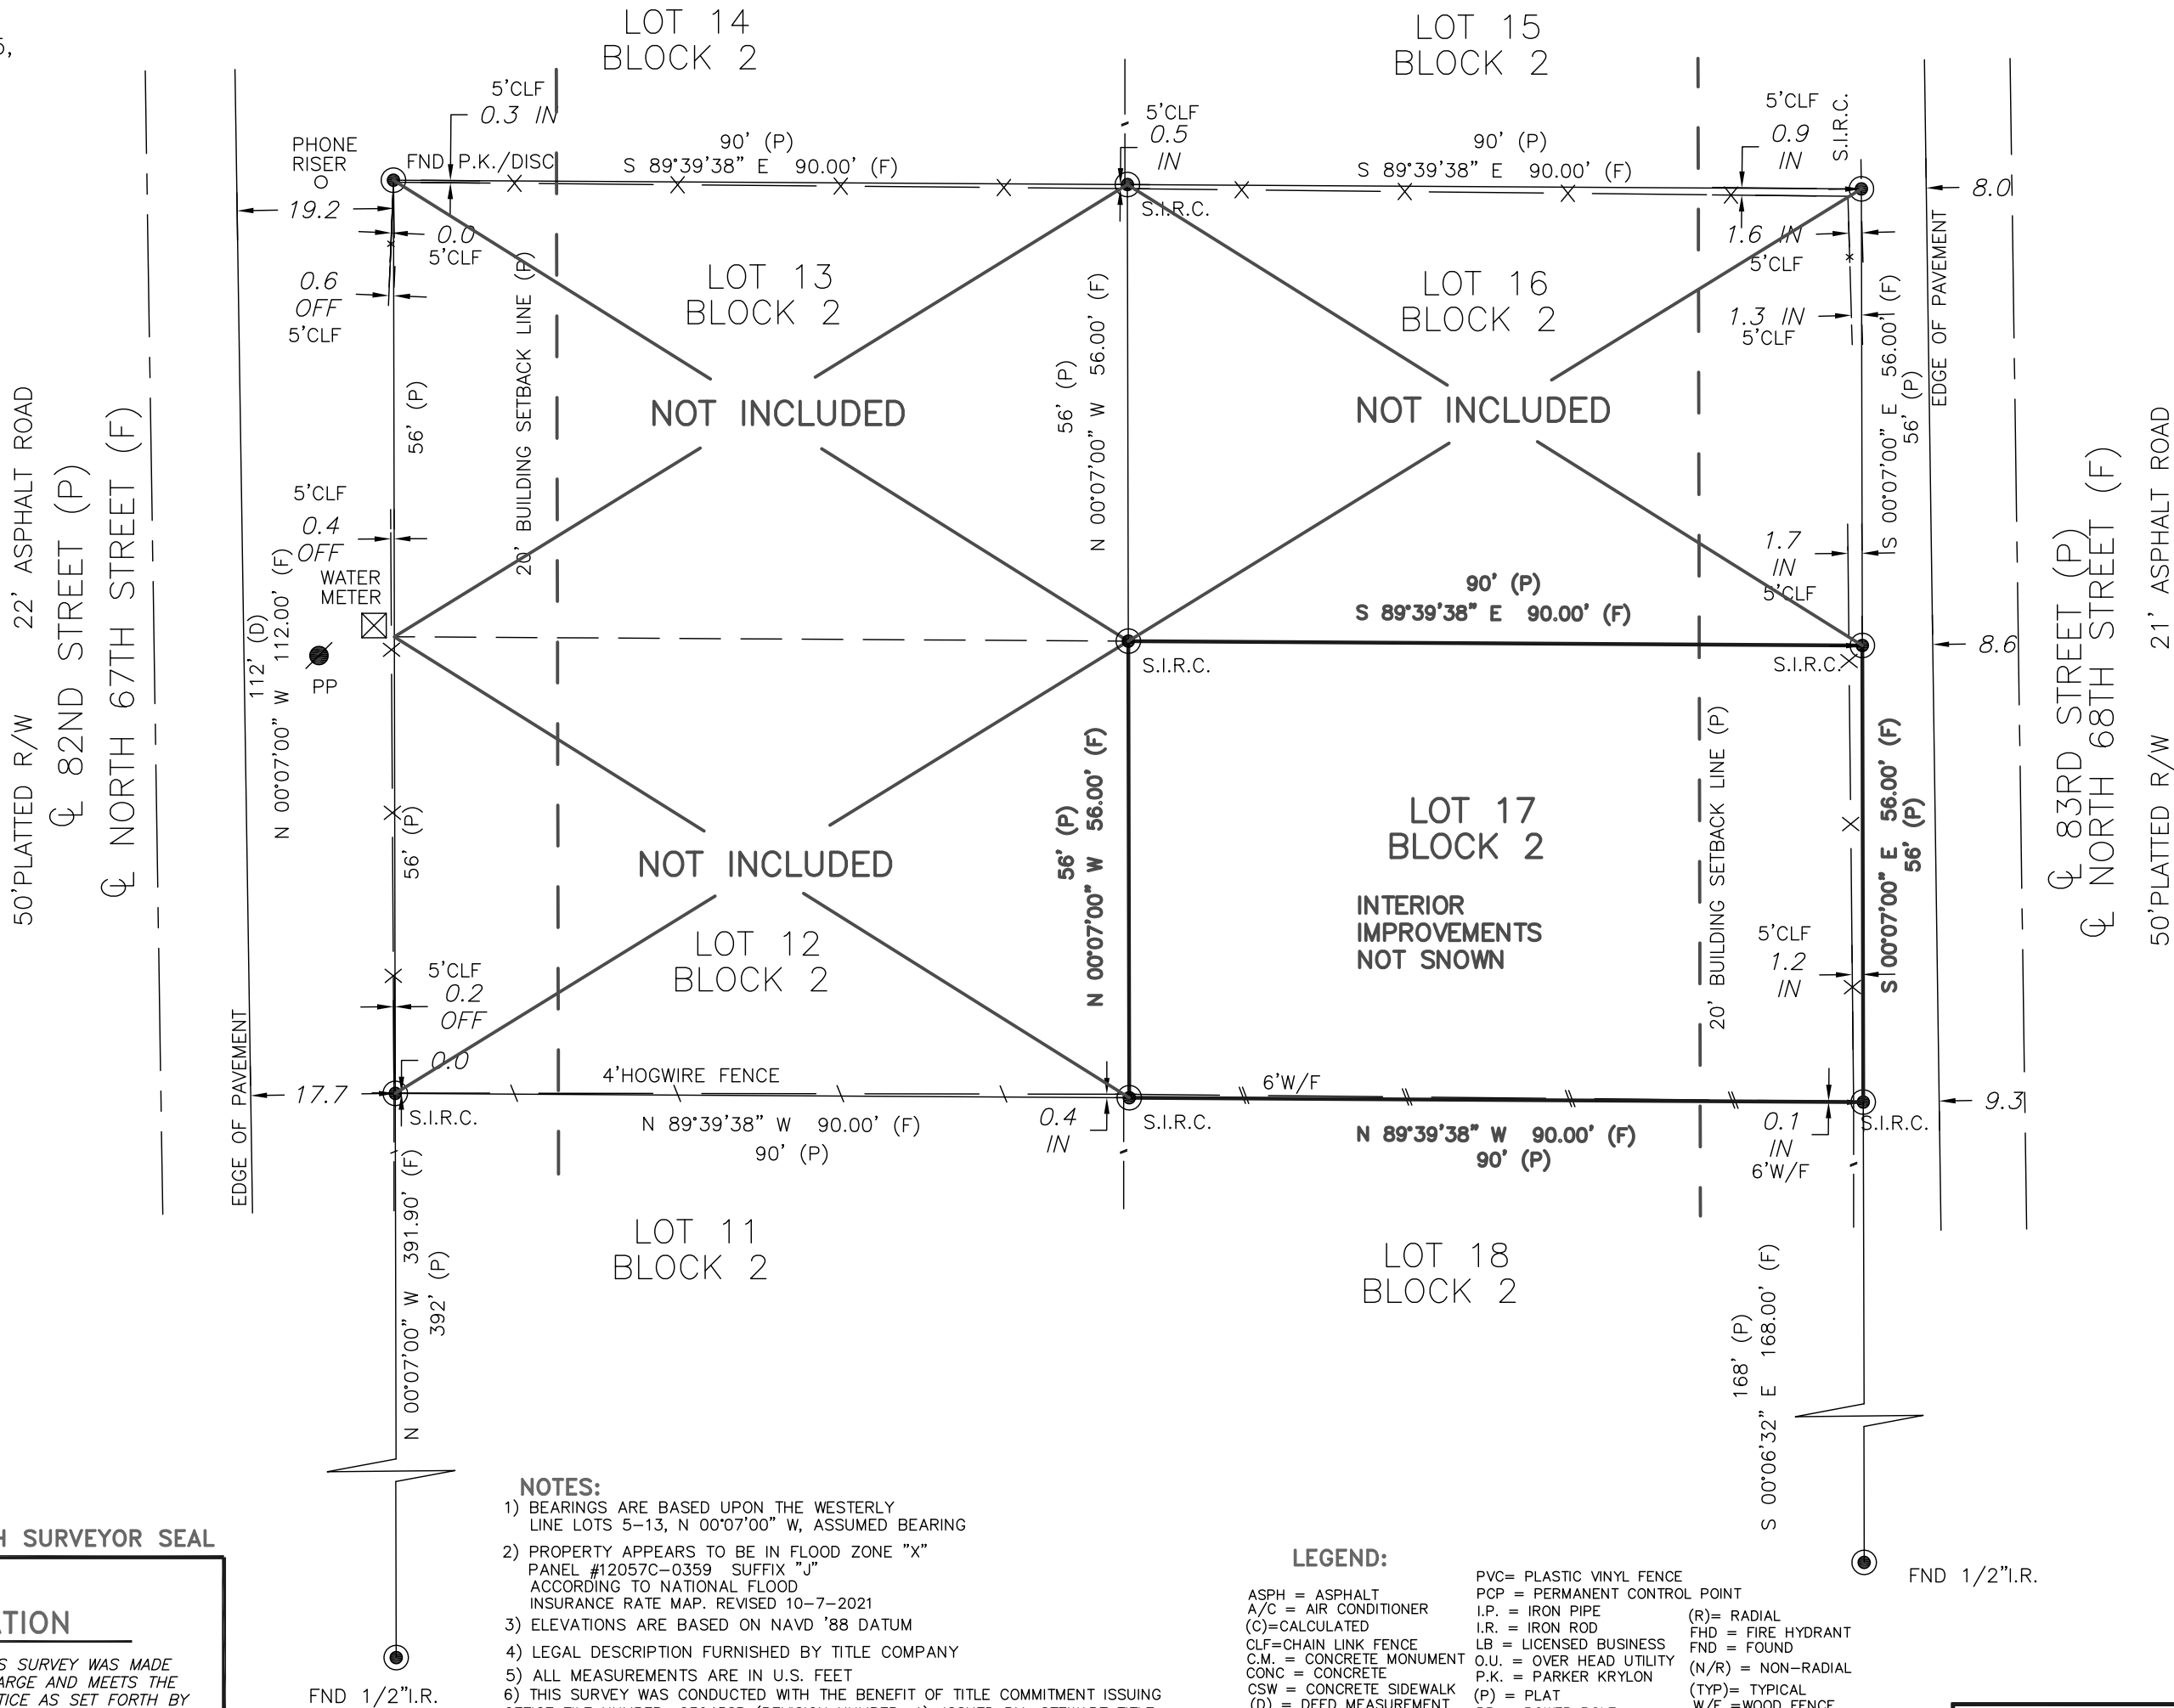 5,
LOT 14
BLOCK 2
LOT 15
BLOCK 2
5'CLF
0.3 IN
5'CLF
0.5
IN
5'CLF
0.9
IN
S.I.R.C.
PHONE
RISER
FND P.K./DISC
90' (P)
S 89°39'38" E 90.00' (F)
90' (P)
S 89°39'38" E 90.00' (F)
8.0
19.2
S.I.R.C.
0.0
5'CLF
1.6 IN
5'CLF
0.6
OFF
5'CLF
LOT 13
BLOCK 2
LOT 16
BLOCK 2
1.3 IN
5'CLF
20' BUILDING SETBACK LINE (P)
56' (P)
56' (P)
N 00°07'00" W 56.00' (F)
S 00°07'00" E 56.00' (F)
56' (P)
EDGE OF PAVEMENT
NOT INCLUDED
NOT INCLUDED
50'PLATTED R/W 22' ASPHALT ROAD
℄ 82ND STREET (P)
℄ NORTH 67TH STREET (F)
℄ 83RD STREET (P)
℄ NORTH 68TH STREET (F)
50'PLATTED R/W 21' ASPHALT ROAD
5'CLF
0.4
OFF
1.7
IN
5'CLF
WATER
METER
112' (D)
N 00°07'00" W 112.00' (F)
90' (P)
S 89°39'38" E 90.00' (F)
8.6
PP
S.I.R.C.
S.I.R.C.
56' (P)
56' (P)
N 00°07'00" W 56.00' (F)
LOT 17
BLOCK 2
20' BUILDING SETBACK LINE (P)
S 00°07'00" E 56.00' (F)
56' (P)
NOT INCLUDED
INTERIOR
IMPROVEMENTS
NOT SNOWN
LOT 12
BLOCK 2
5'CLF
1.2
IN
5'CLF
0.2
OFF
EDGE OF PAVEMENT
0.0
4'HOGWIRE FENCE
6'W/F
17.7
9.3
S.I.R.C.
N 89°39'38" W 90.00' (F)
90' (P)
0.4
IN
S.I.R.C.
N 89°39'38" W 90.00' (F)
90' (P)
0.1
IN
6'W/F
S.I.R.C.
LOT 11
BLOCK 2
LOT 18
BLOCK 2
N 00°07'00" W 391.90' (F)
392' (P)
168' (P)
S 00°06'32" E 168.00' (F)
FND 1/2"I.R.
FND 1/2"I.R.
H SURVEYOR SEAL
ATION
S SURVEY WAS MADE
ARGE AND MEETS THE
TICE AS SET FORTH BY
NOTES:
1) BEARINGS ARE BASED UPON THE WESTERLY
LINE LOTS 5-13, N 00°07'00" W, ASSUMED BEARING
2) PROPERTY APPEARS TO BE IN FLOOD ZONE "X"
PANEL #12057C-0359 SUFFIX "J"
ACCORDING TO NATIONAL FLOOD
INSURANCE RATE MAP. REVISED 10-7-2021
3) ELEVATIONS ARE BASED ON NAVD '88 DATUM
4) LEGAL DESCRIPTION FURNISHED BY TITLE COMPANY
5) ALL MEASUREMENTS ARE IN U.S. FEET
6) THIS SURVEY WAS CONDUCTED WITH THE BENEFIT OF TITLE COMMITMENT ISSUING
LEGEND:
ASPH = ASPHALT
A/C = AIR CONDITIONER
(C)=CALCULATED
CLF=CHAIN LINK FENCE
C.M. = CONCRETE MONUMENT
CONC = CONCRETE
CSW = CONCRETE SIDEWALK
(D) = DEED MEASUREMENT
PVC= PLASTIC VINYL FENCE
PCP = PERMANENT CONTROL POINT
I.P. = IRON PIPE
I.R. = IRON ROD
LB = LICENSED BUSINESS
O.U. = OVER HEAD UTILITY
P.K. = PARKER KRYLON
(P) = PLAT
(R)= RADIAL
FHD = FIRE HYDRANT
FND = FOUND
(N/R) = NON-RADIAL
(TYP)= TYPICAL
W/F =WOOD FENCE